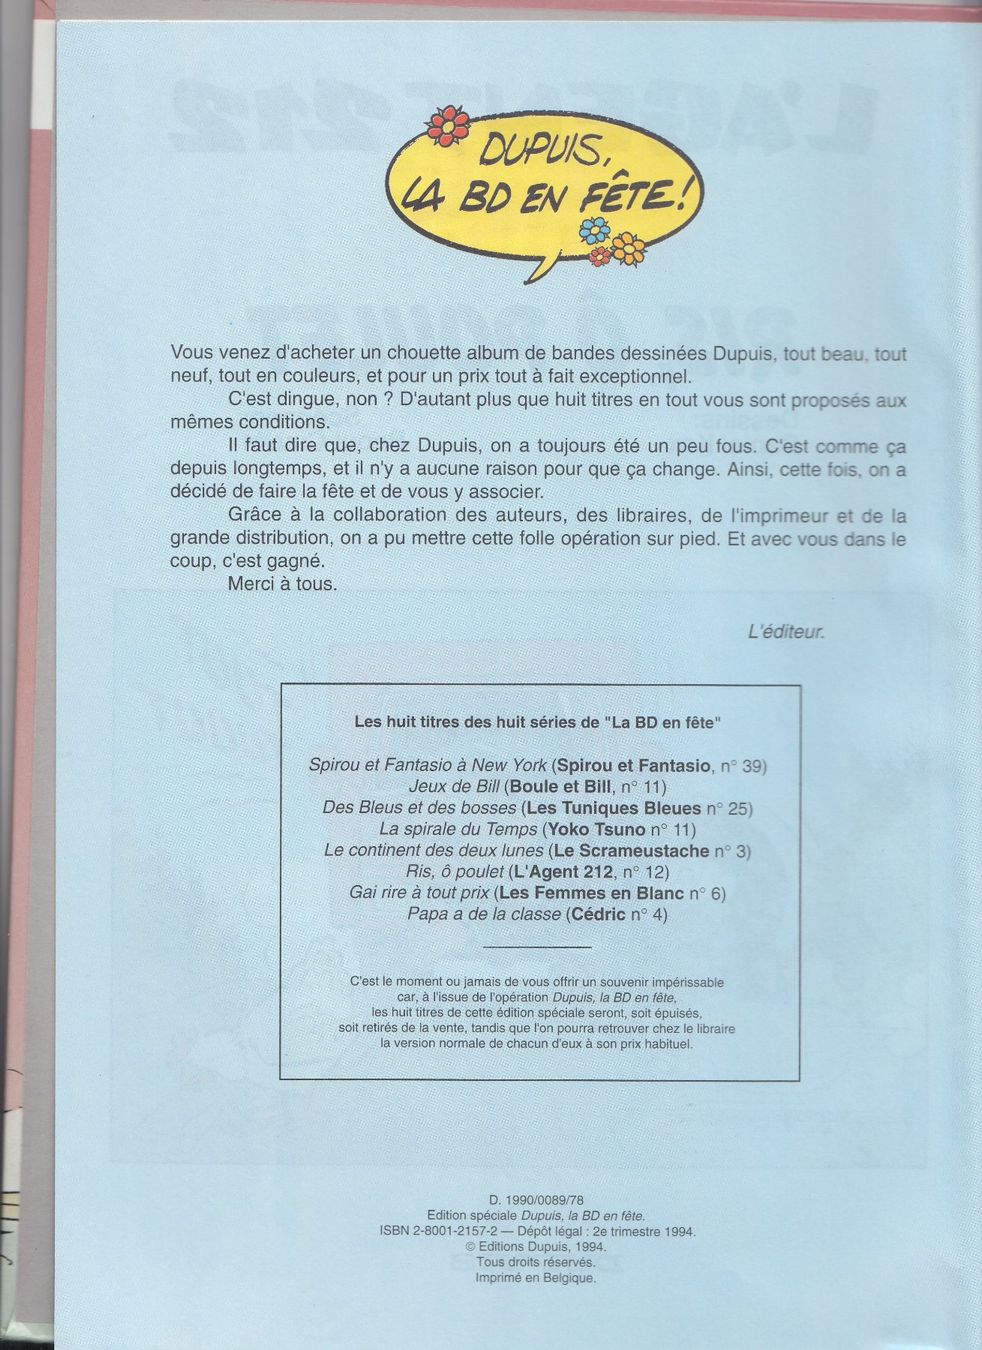 DUPUIS,
LA BD EN FÊTE!
Vous venez d'acheter un chouette album de bandes dessinées Dupuis, tout beau, tout
neuf, tout en couleurs, et pour un prix tout à fait exceptionnel.
C'est dingue, non ? D'autant plus que huit titres en tout vous sont proposés aux
mêmes conditions.
Il faut dire que, chez Dupuis, on a toujours été un peu fous. C'est comme ça
depuis longtemps, et il n'y a aucune raison pour que ça change. Ainsi, cette fois, on a
décidé de faire la fête et de vous y associer.
Grâce à la collaboration des auteurs, des libraires, de l'imprimeur et de la
grande distribution, on a pu mettre cette folle opération sur pied. Et avec vous dans le
coup, c'est gagné.
Merci à tous.
L'éditeur.
Les huit titres des huit séries de "La BD en fête"
Spirou et Fantasio à New York (Spirou et Fantasio, n° 39)
Jeux de Bill (Boule et Bill, n° 11)
Des Bleus et des bosses (Les Tuniques Bleues n° 25)
La spirale du Temps (Yoko Tsuno n° 11)
Le continent des deux lunes (Le Scrameustache n° 3)
Ris, ô poulet (L'Agent 212, n° 12)
Gai rire à tout prix (Les Femmes en Blanc n° 6)
Papa a de la classe (Cédric n° 4)
C'est le moment ou jamais de vous offrir un souvenir impérissable
car, à l'issue de l'opération Dupuis, la BD en fête,
les huit titres de cette édition spéciale seront, soit épuisés,
soit retirés de la vente, tandis que l'on pourra retrouver chez le libraire
la version normale de chacun d'eux à son prix habituel.
D. 1990/0089/78
Edition spéciale Dupuis, la BD en fête.
ISBN 2-8001-2157-2 — Dépôt légal : 2e trimestre 1994.
© Editions Dupuis, 1994.
Tous droits réservés.
Imprimé en Belgique.